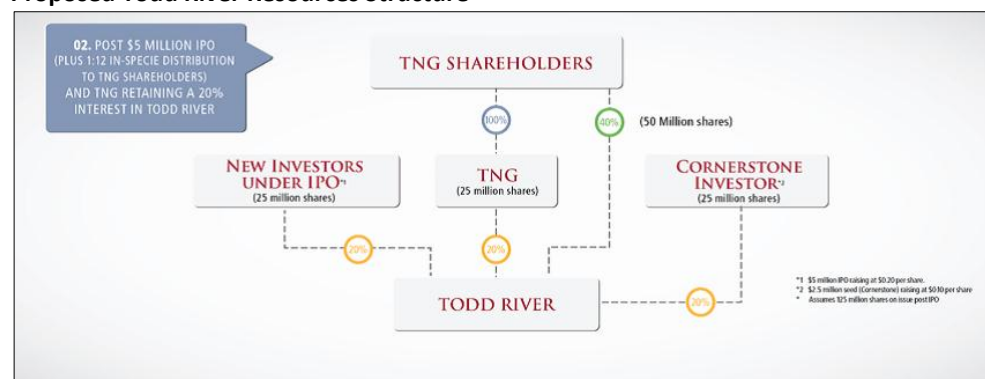 Proposed Todd River Resources Structure
02. POST $5 MILLION IPO
(PLUS 1:12 IN-SPECIE DISTRIBUTION
TO TNG SHAREHOLDERS)
AND TNG RETAINING A 20%
INTEREST IN TODD RIVER
TNG SHAREHOLDERS
100%
40%
(50 Million shares)
NEW INVESTORS
UNDER IPO*1
(25 million shares)
TNG
(25 million shares)
CORNERSTONE
INVESTOR*2
(25 million shares)
20%
20%
20%
TODD RIVER
*1 $5 million IPO raising at $0.20 per share.
*2 $2.5 million seed (Cornerstone) raising at $0.10 per share
* Assumes 125 million shares on issue post IPO